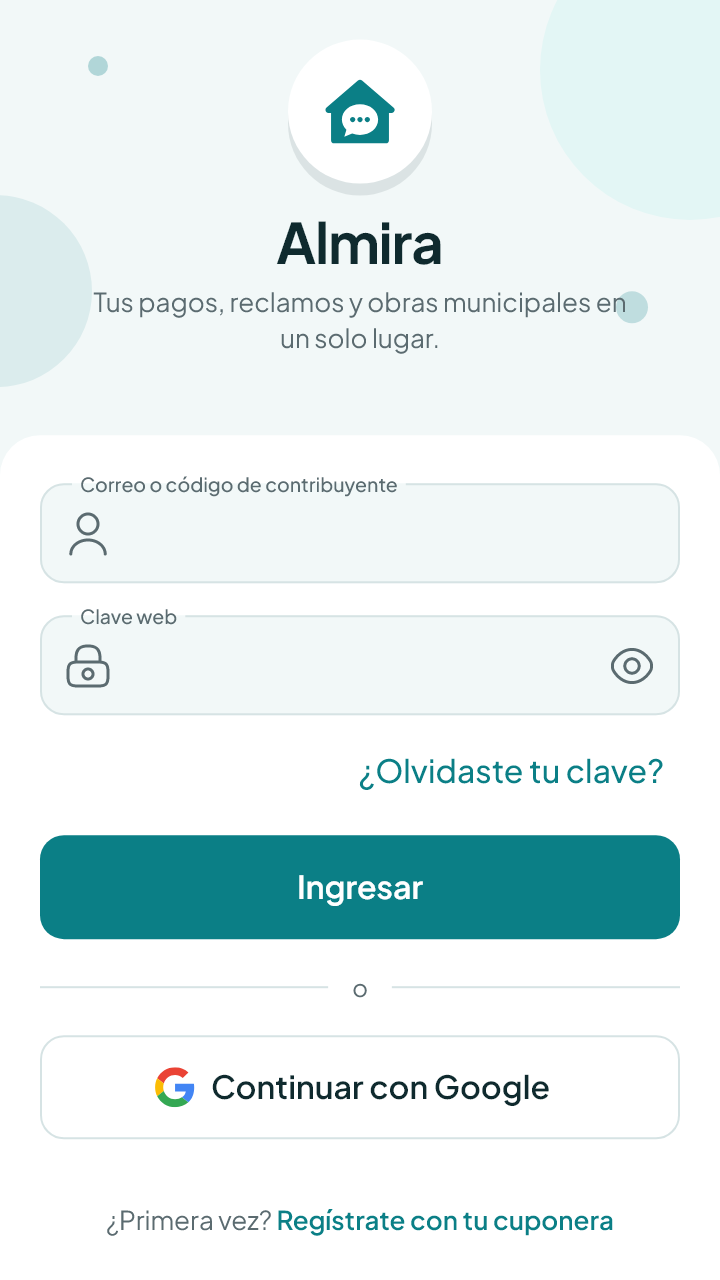 Almira
Tus pagos, reclamos y obras municipales en
un solo lugar.
Correo o código de contribuyente
Clave web
¿Olvidaste tu clave?
Ingresar
o
Continuar con Google
¿Primera vez? Regístrate con tu cuponera